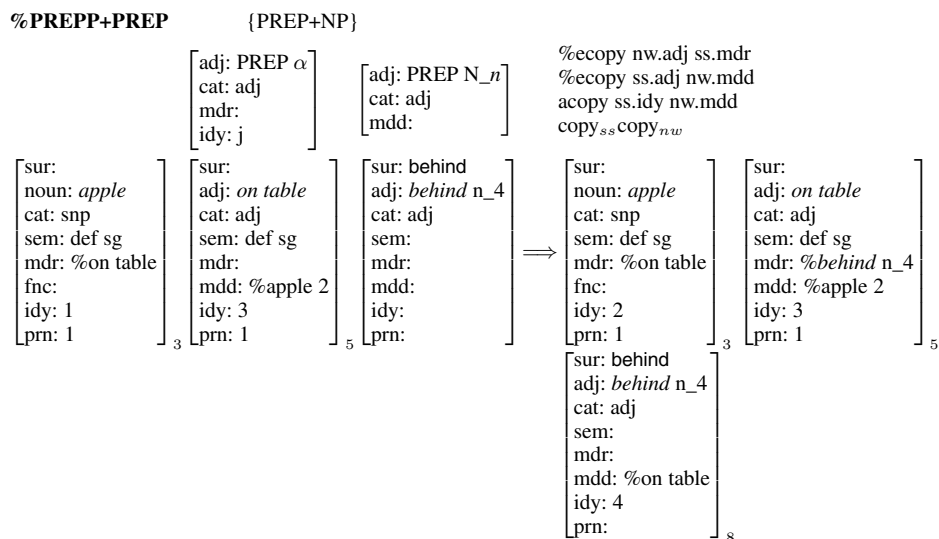 %PREPP+PREP {PREP+NP}
adj: PREP α
cat: adj
mdr:
idy: j
adj: PREP N_n
cat: adj
mdd:
%ecopy nw.adj ss.mdr
%ecopy ss.adj nw.mdd
acopy ss.idy nw.mdd
copyₛₛcopyₙw
sur:
noun: apple
cat: snp
sem: def sg
mdr: %on table
fnc:
idy: 1
prn: 1
3
sur:
adj: on table
cat: adj
sem: def sg
mdr:
mdd: %apple 2
idy: 3
prn: 1
5
sur: behind
adj: behind n_4
cat: adj
sem:
mdr:
mdd:
idy:
prn:
⟹
sur:
noun: apple
cat: snp
sem: def sg
mdr: %on table
fnc:
idy: 2
prn: 1
3
sur:
adj: on table
cat: adj
sem: def sg
mdr: %behind n_4
mdd: %apple 2
idy: 3
prn: 1
5
sur: behind
adj: behind n_4
cat: adj
sem:
mdr:
mdd: %on table
idy: 4
prn:
8